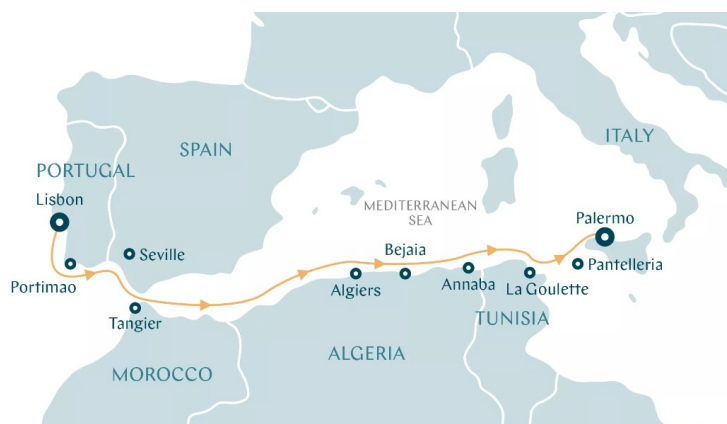 ITALY
SPAIN
PORTUGAL
Lisbon
MEDITERRANEAN
SEA
Palermo
Bejaia
Seville
Pantelleria
Portimao
Algiers
Annaba
La Goulette
Tangier
TUNISIA
ALGERIA
MOROCCO